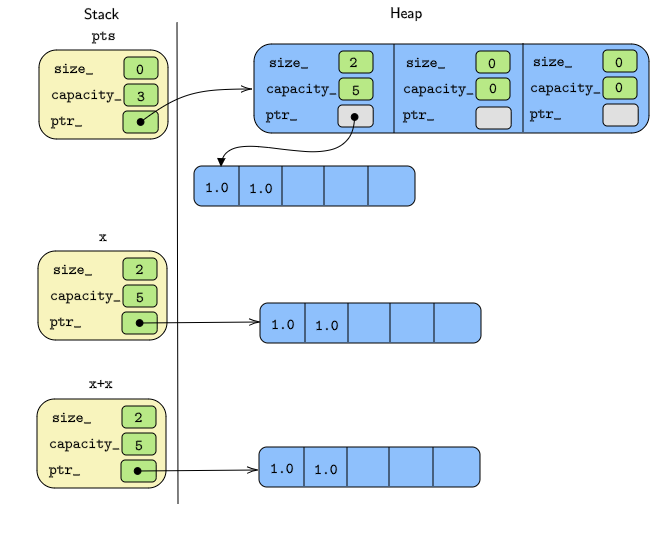 Stack
Heap
pts
size_ 0
capacity_ 3
ptr_
size_ 2
capacity_ 5
ptr_
size_ 0
capacity_ 0
ptr_
size_ 0
capacity_ 0
ptr_
1.0 1.0
x
size_ 2
capacity_ 5
ptr_
1.0 1.0
x+x
size_ 2
capacity_ 5
ptr_
1.0 1.0